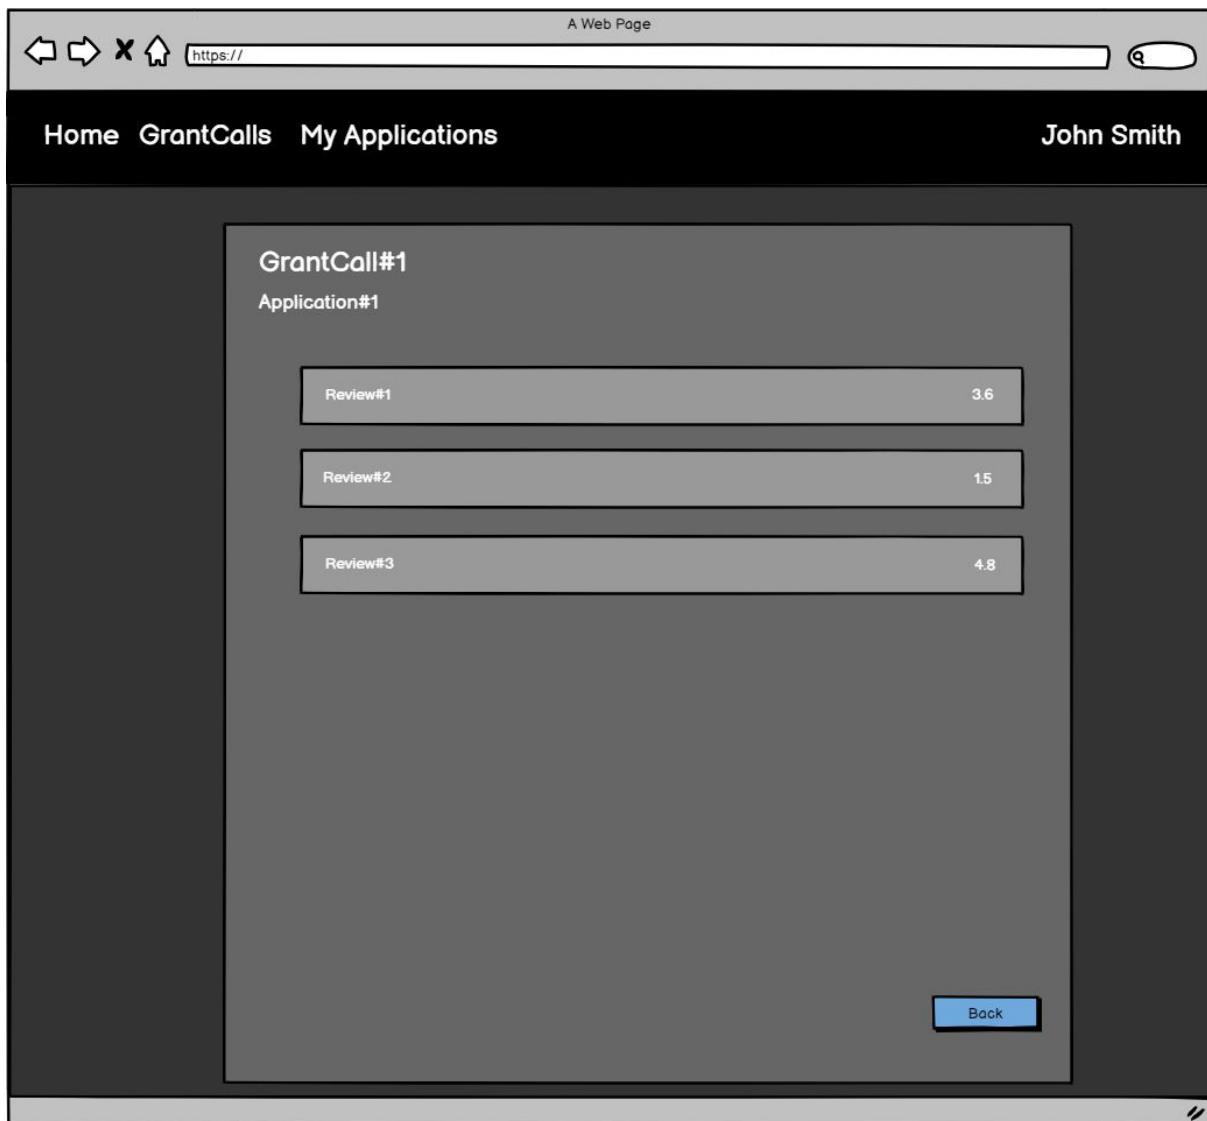 A Web Page
https://
Home GrantCalls My Applications John Smith
GrantCall#1
Application#1
Review#1 3.6
Review#2 1.5
Review#3 4.8
Back